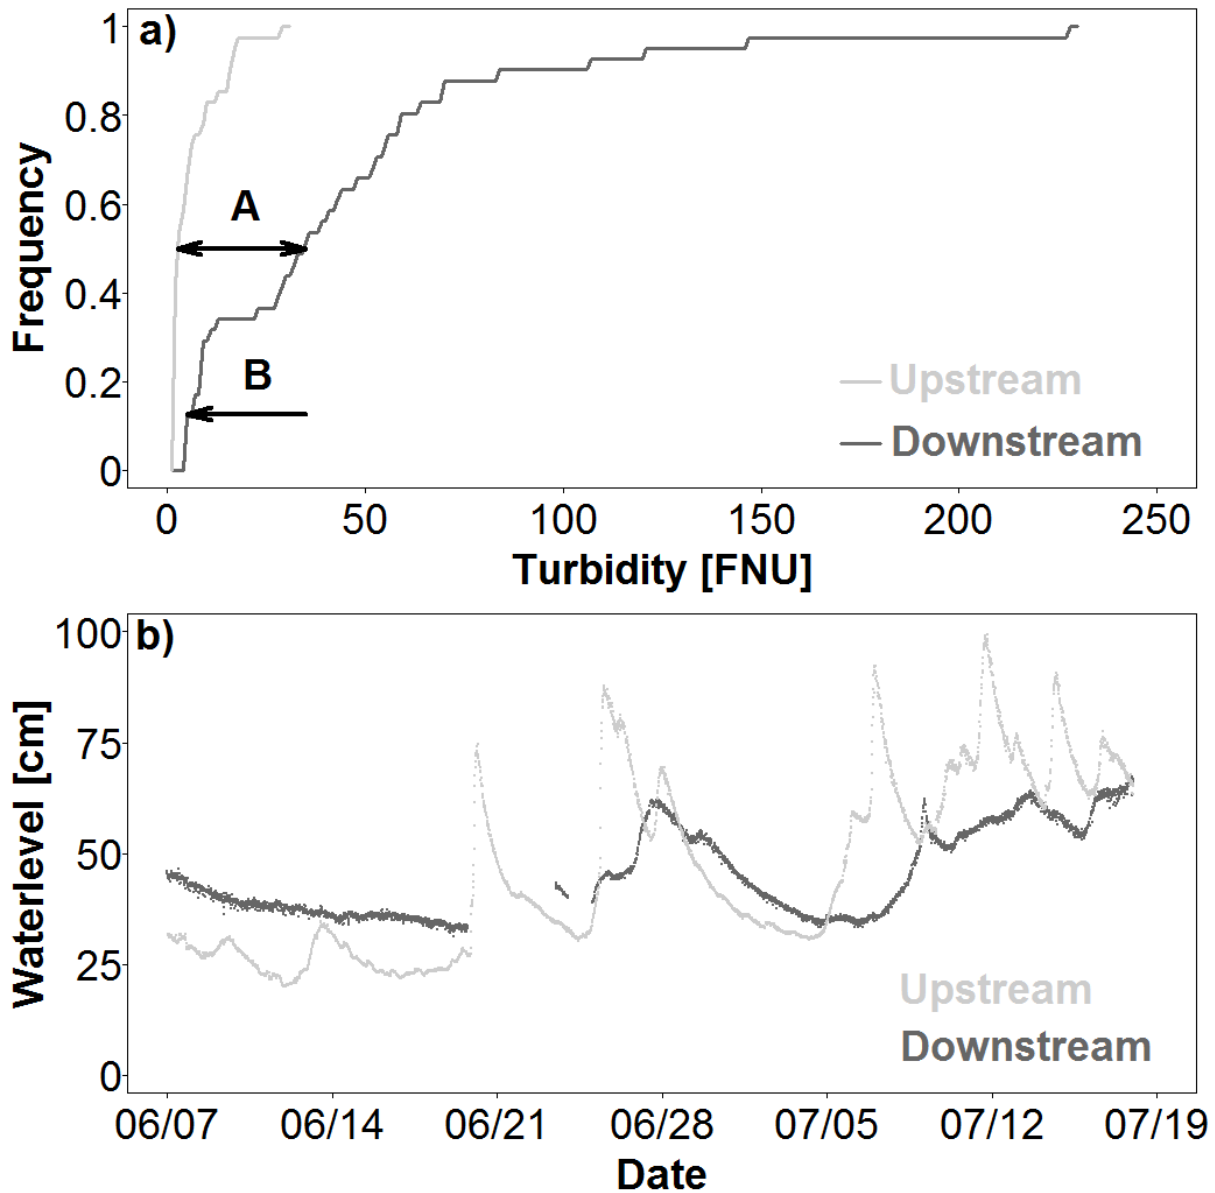 a)
Frequency
1
0.8
0.6
0.4
0.2
0
A
B
Upstream
Downstream
0 50 100 150 200 250
Turbidity [FNU]
b)
Waterlevel [cm]
100
75
50
25
0
Upstream
Downstream
06/07 06/14 06/21 06/28 07/05 07/12 07/19
Date